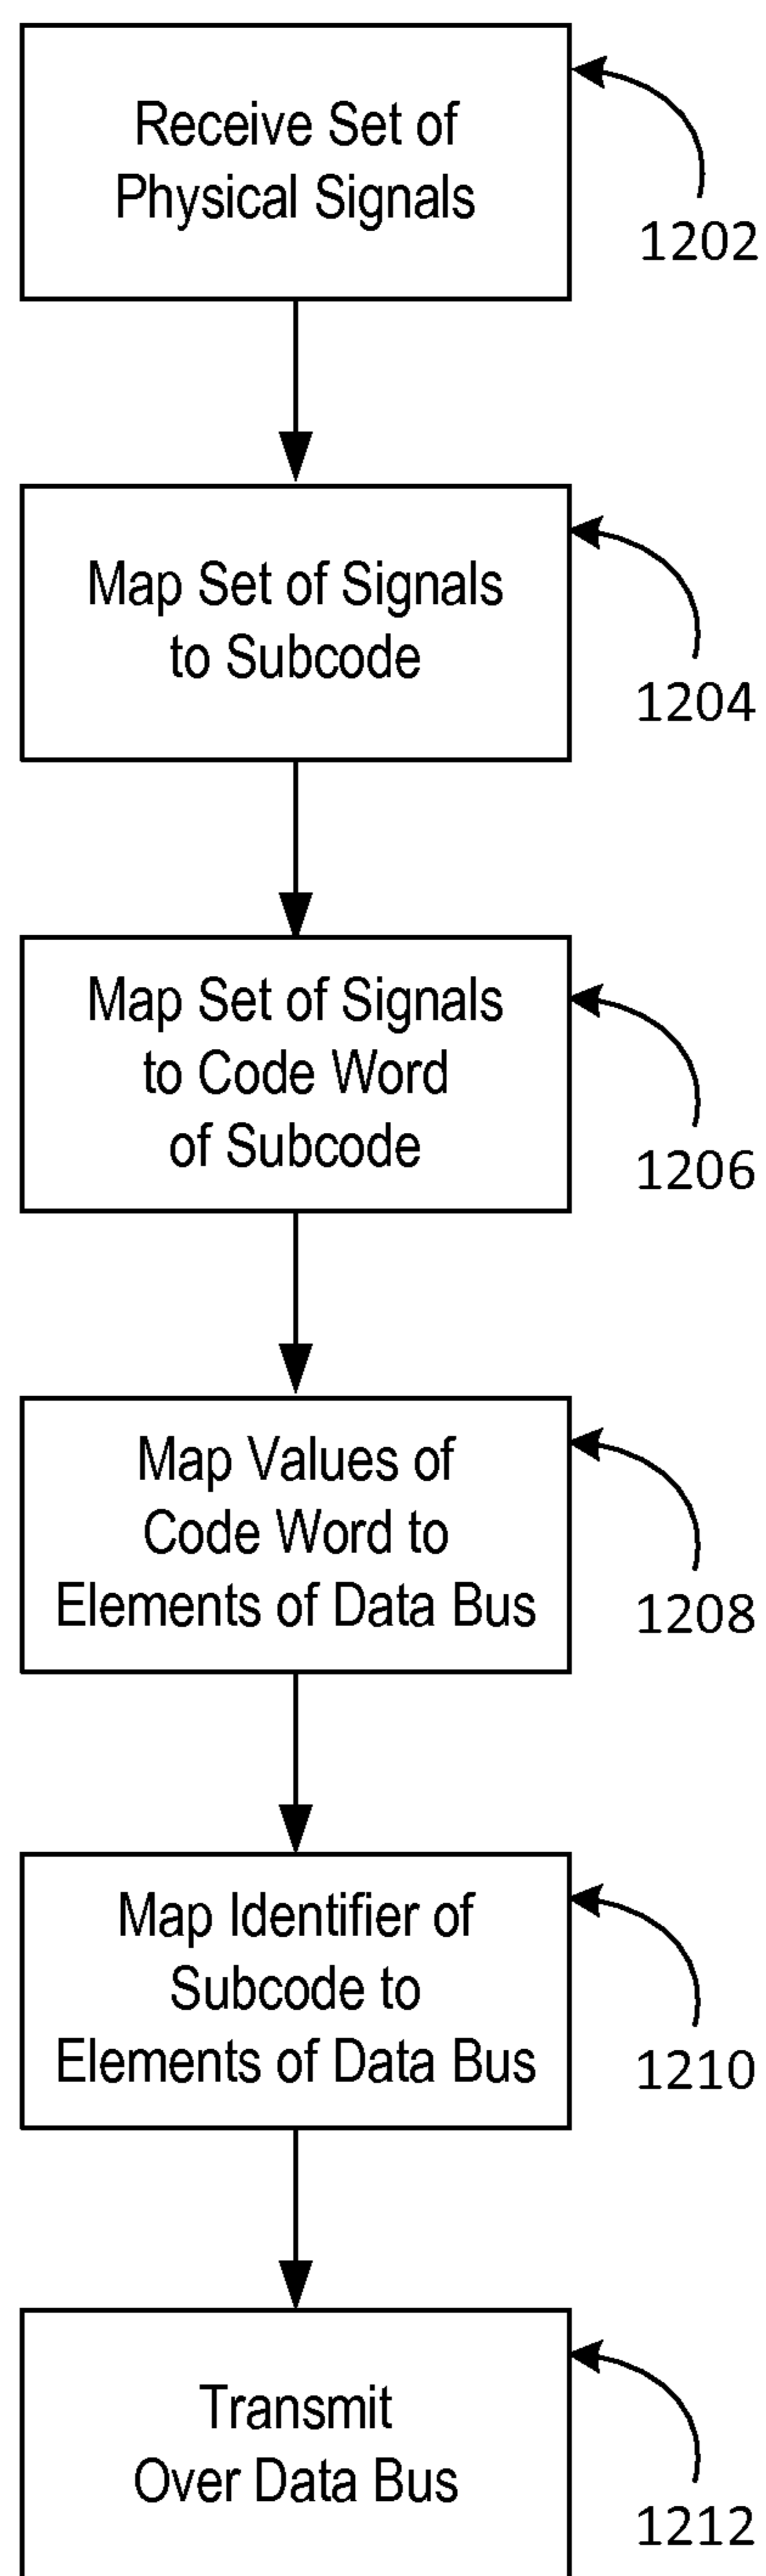 Receive Set of
Physical Signals
1202
Map Set of Signals
to Subcode
1204
Map Set of Signals
to Code Word
of Subcode
1206
Map Values of
Code Word to
Elements of Data Bus
1208
Map Identifier of
Subcode to
Elements of Data Bus
1210
Transmit
Over Data Bus
1212